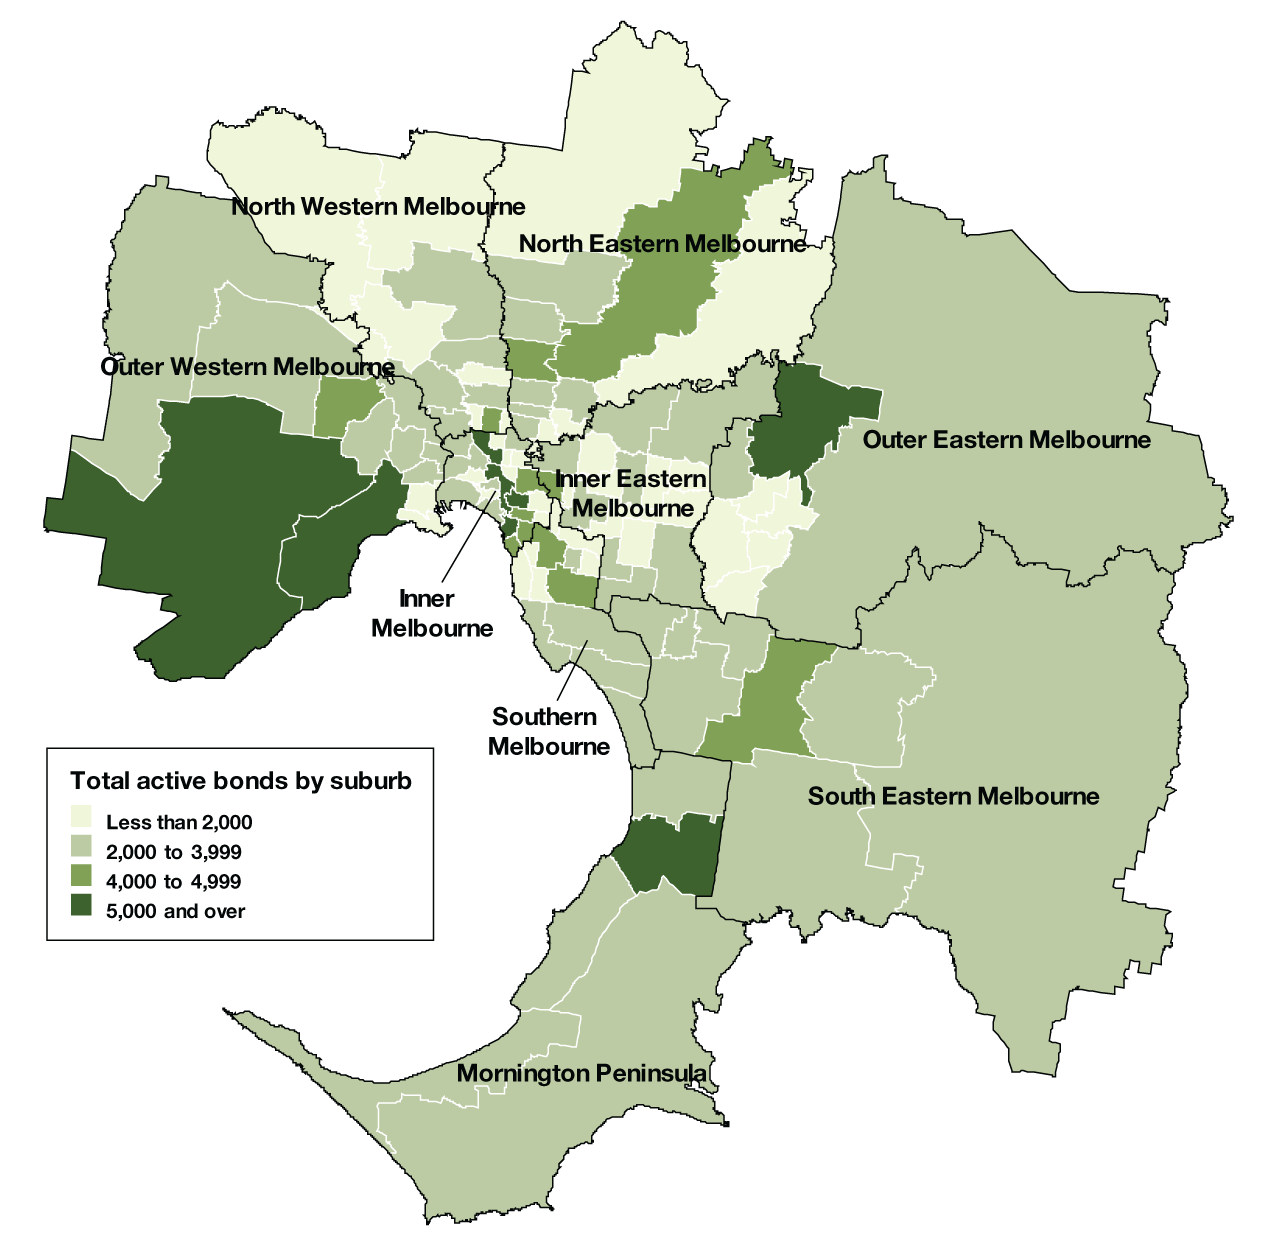 North Western Melbourne
North Eastern Melbourne
Outer Western Melbourne
Outer Eastern Melbourne
Inner Eastern
Melbourne
Inner
Melbourne
Southern
Melbourne
South Eastern Melbourne
Total active bonds by suburb
Less than 2,000
2,000 to 3,999
4,000 to 4,999
5,000 and over
Mornington Peninsula